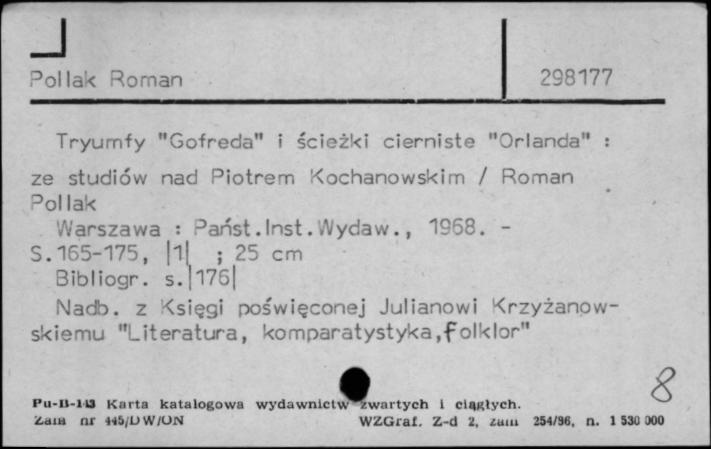 Pollak Roman 298177
Tryumfy "Gofreda" i ścieżki cierniste "Orlanda" :
ze studiów nad Piotrem Kochanowskim / Roman
Pollak
Warszawa : Państ.Inst.Wydaw., 1968. -
S.165-175, |1| ; 25 cm
Bibliogr. s.|176|
Nadb. z Księgi poświęconej Julianowi Krzyżanow-
skiemu "Literatura, komparatystyka,folklor"
8
Pu-B-143 Karta katalogowa wydawnictw zwartych i ciągłych.
Zam nr 445/DW/ON WZGraf. Z-d 2, zam 254/96, n. 1 530 000